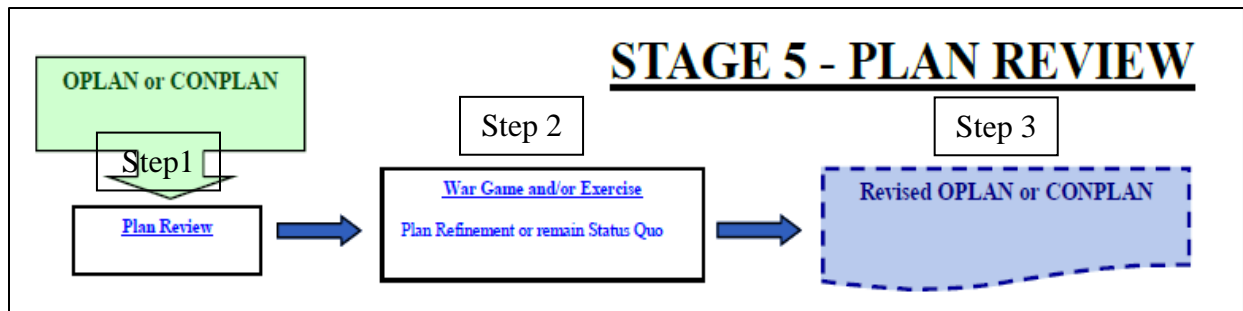 STAGE 5 - PLAN REVIEW
OPLAN or CONPLAN
Step1
Plan Review
Step 2
War Game and/or Exercise
Plan Refinement or remain Status Quo
Step 3
Revised OPLAN or CONPLAN